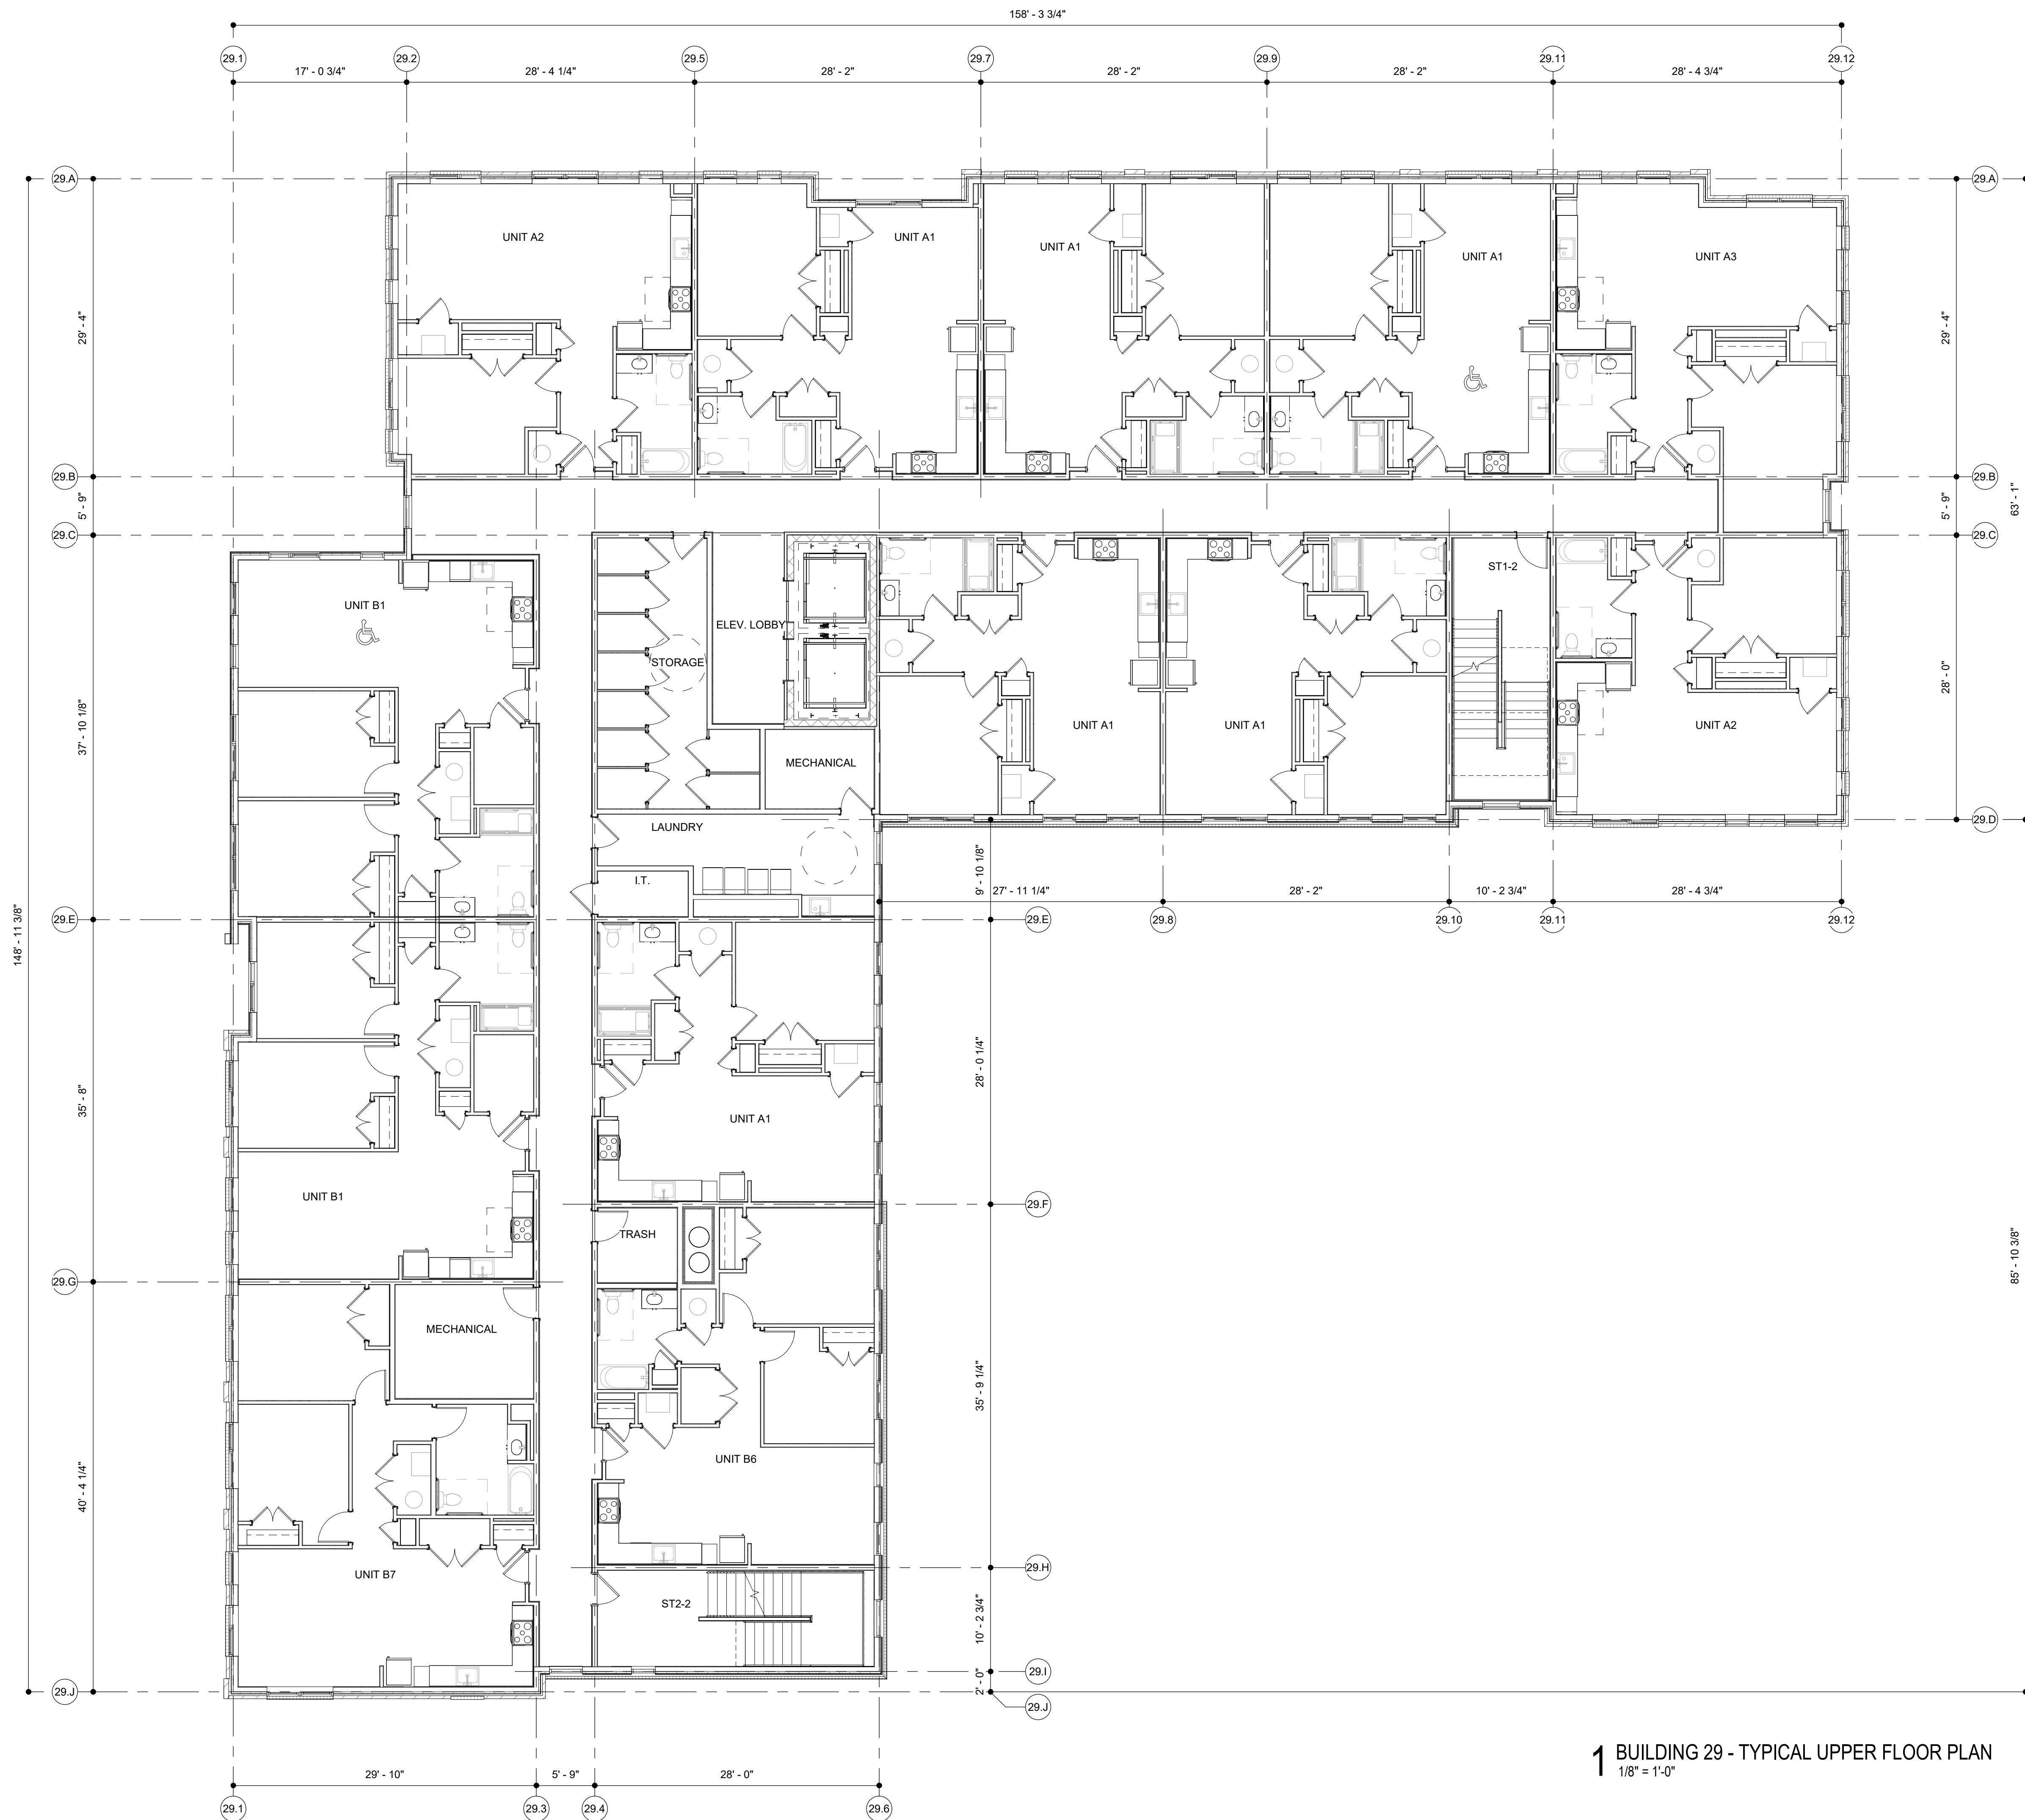 158' - 3 3/4"
29.1
29.2
29.5
29.7
29.9
29.11
29.12
17' - 0 3/4"
28' - 4 1/4"
28' - 2"
28' - 2"
28' - 2"
28' - 4 3/4"
29.A
29.A
UNIT A2
UNIT A1
UNIT A1
UNIT A1
UNIT A3
29' - 4"
29' - 4"
29.B
29.B
5' - 9"
5' - 9"
63' - 1"
29.C
29.C
ST1-2
UNIT B1
ELEV. LOBBY
STORAGE
37' - 10 1/8"
28' - 0"
UNIT A1
UNIT A1
UNIT A2
MECHANICAL
LAUNDRY
29.D
9' - 10 1/8"
I.T.
27' - 11 1/4"
28' - 2"
10' - 2 3/4"
28' - 4 3/4"
148' - 11 3/8"
29.E
29.E
29.8
29.10
29.11
29.12
28' - 0 1/4"
35' - 8"
UNIT A1
UNIT B1
29.F
TRASH
85' - 10 3/8"
29.G
MECHANICAL
35' - 9 1/4"
UNIT B6
40' - 4 1/4"
29.H
UNIT B7
ST2-2
10' - 2 3/4"
29.I
2' - 0"
29.J
29.J
1 BUILDING 29 - TYPICAL UPPER FLOOR PLAN
1/8" = 1'-0"
29' - 10"
5' - 9"
28' - 0"
29.1
29.3
29.4
29.6